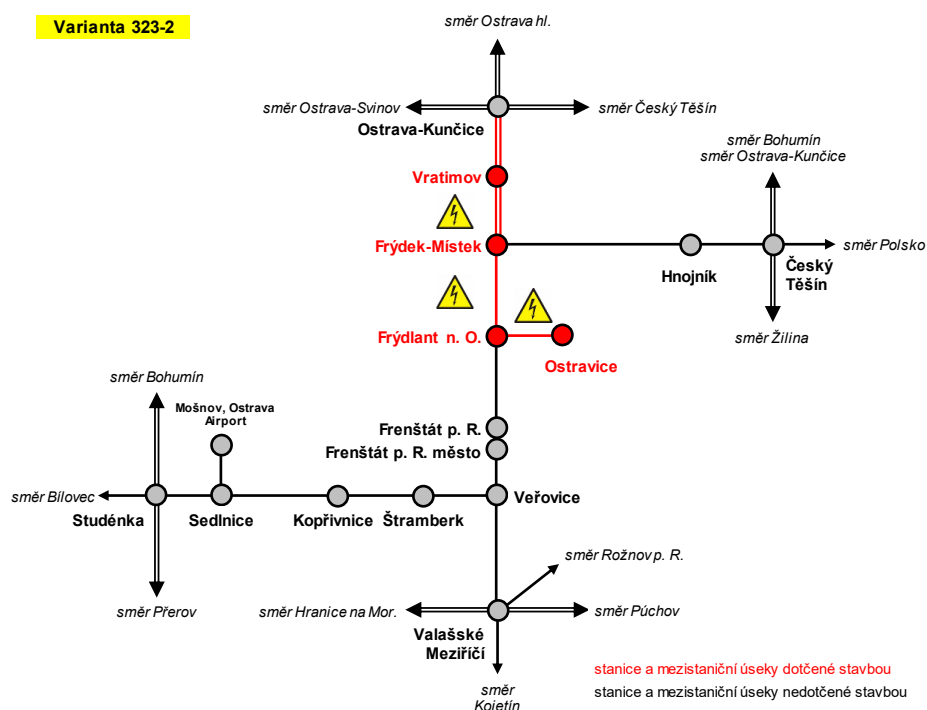 Varianta 323-2
směr Ostrava hl.
směr Ostrava-Svinov
směr Český Těšín
Ostrava-Kunčice
směr Bohumín
směr Ostrava-Kunčice
Vratimov
Frýdek-Místek
směr Polsko
Hnojník
Český
Těšín
směr Žilina
Frýdlant n. O.
Ostravice
směr Bohumín
Mošnov, Ostrava
Airport
Frenštát p. R.
Frenštát p. R. město
směr Bílovec
Veřovice
Studénka
Sedlnice
Kopřivnice
Štramberk
směr Rožnov p. R.
směr Přerov
směr Hranice na Mor.
směr Púchov
Valašské
Meziříčí
stanice a mezistaniční úseky dotčené stavbou
stanice a mezistaniční úseky nedotčené stavbou
směr
Kojetín